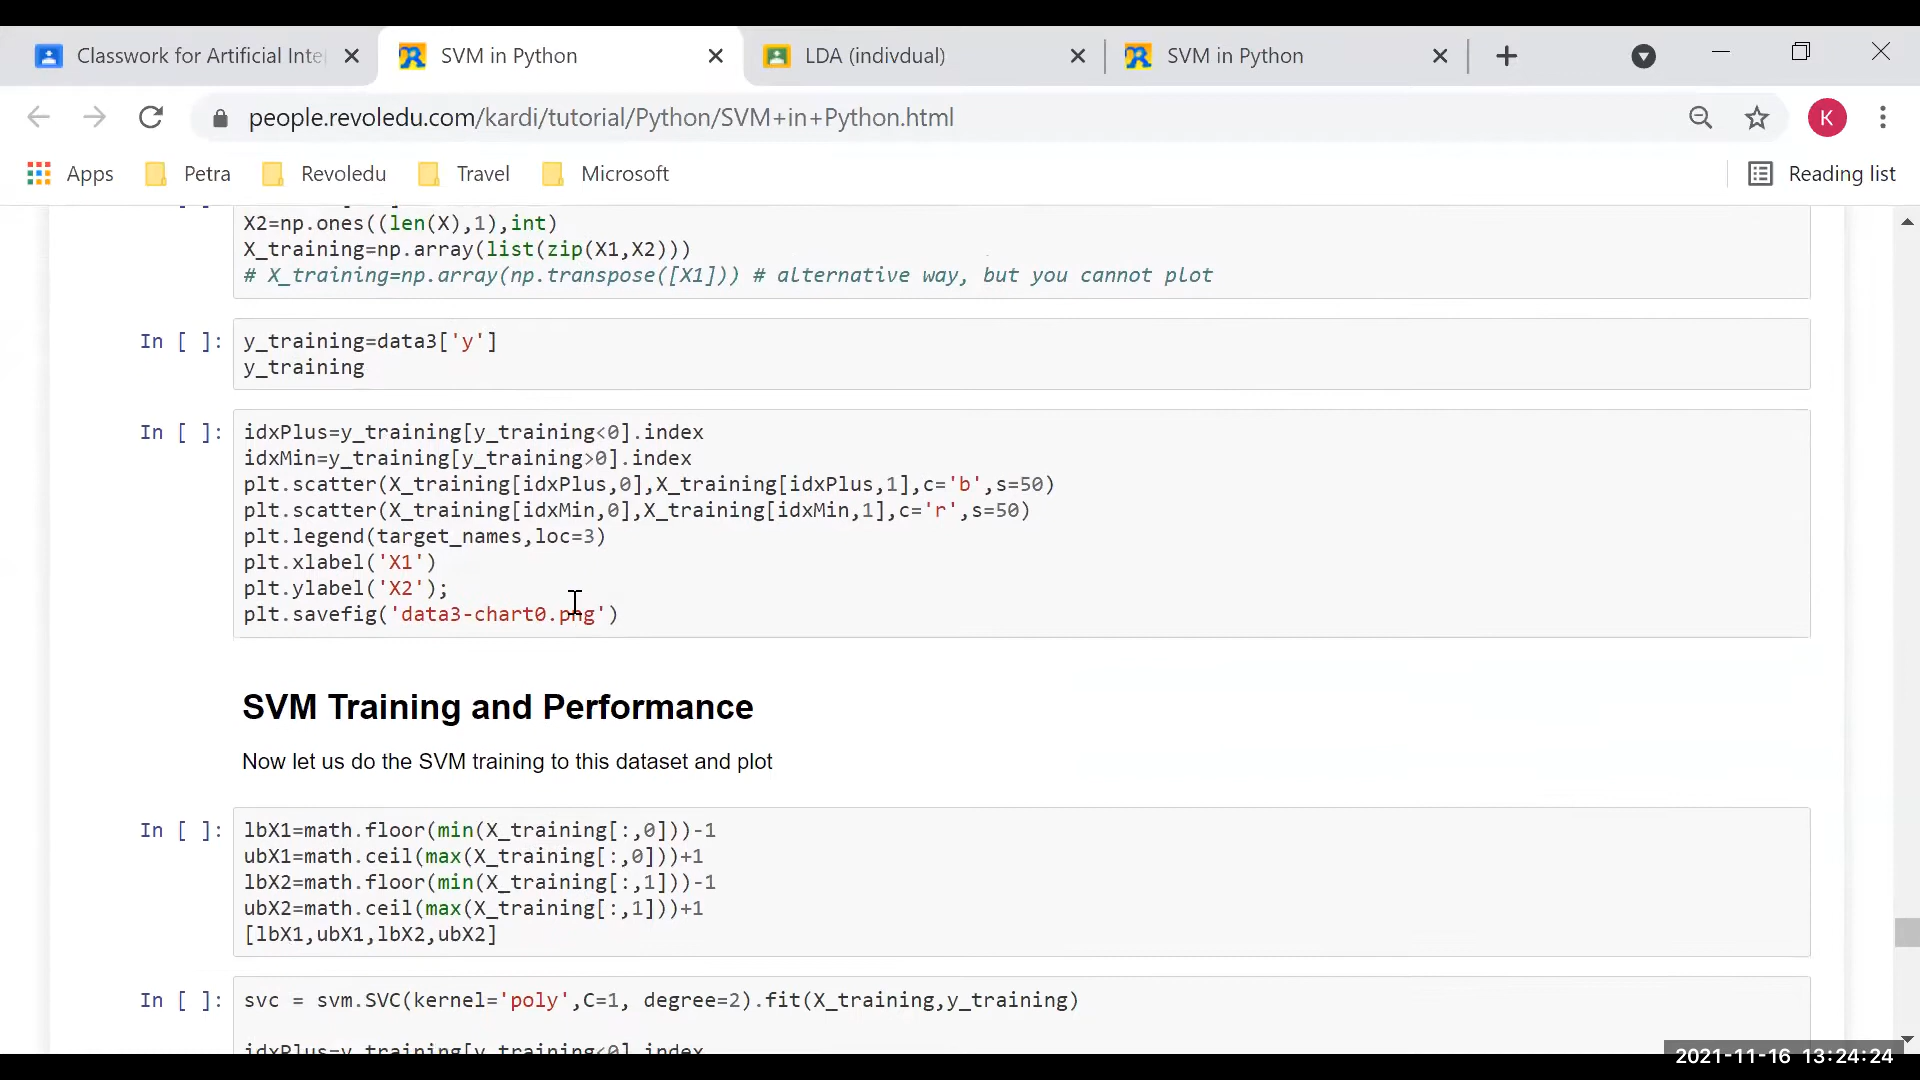 Classwork for Artificial Inte
SVM in Python
LDA (indivdual)
SVM in Python
people.revoledu.com/kardi/tutorial/Python/SVM+in+Python.html
K
Apps
Petra
Revoledu
Travel
Microsoft
Reading list
X2=np.ones((len(X),1),int)
X_training=np.array(list(zip(X1,X2)))
# X_training=np.array(np.transpose([X1])) # alternative way, but you cannot plot
In [ ]:
y_training=data3['y']
y_training
In [ ]:
idxPlus=y_training[y_training<0].index
idxMin=y_training[y_training>0].index
plt.scatter(X_training[idxPlus,0],X_training[idxPlus,1],c='b',s=50)
plt.scatter(X_training[idxMin,0],X_training[idxMin,1],c='r',s=50)
plt.legend(target_names,loc=3)
plt.xlabel('X1')
plt.ylabel('X2');
plt.savefig('data3-chart0.png')
SVM Training and Performance
Now let us do the SVM training to this dataset and plot
In [ ]:
lbX1=math.floor(min(X_training[:,0]))-1
ubX1=math.ceil(max(X_training[:,0]))+1
lbX2=math.floor(min(X_training[:,1]))-1
ubX2=math.ceil(max(X_training[:,1]))+1
[lbX1,ubX1,lbX2,ubX2]
In [ ]:
svc = svm.SVC(kernel='poly',C=1, degree=2).fit(X_training,y_training)
idxPlus=y_training[y_training<0].index
2021-11-16 13:24:24